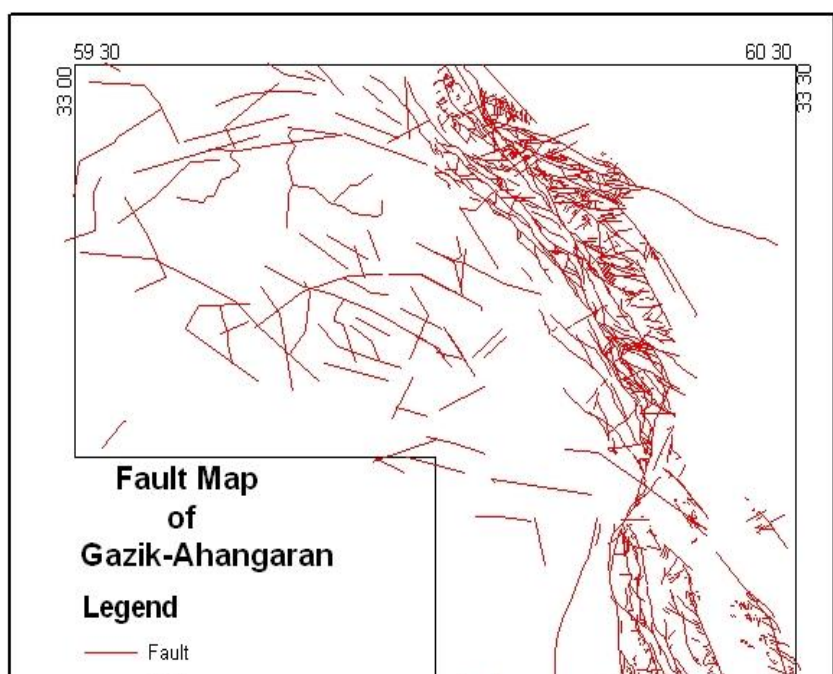 59 30
60 30
33 00
33 30
Fault Map
of
Gazik-Ahangaran
Legend
Fault